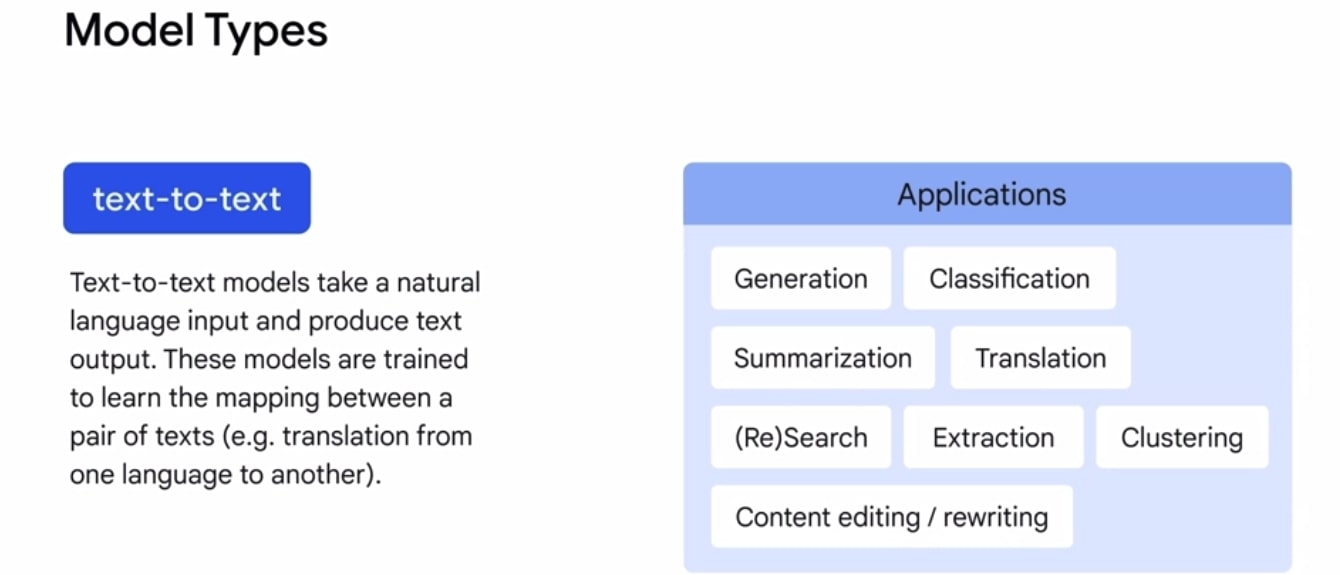 Model Types
text-to-text
Text-to-text models take a natural
language input and produce text
output. These models are trained
to learn the mapping between a
pair of texts (e.g. translation from
one language to another).
Applications
Generation
Classification
Summarization
Translation
(Re)Search
Extraction
Clustering
Content editing / rewriting